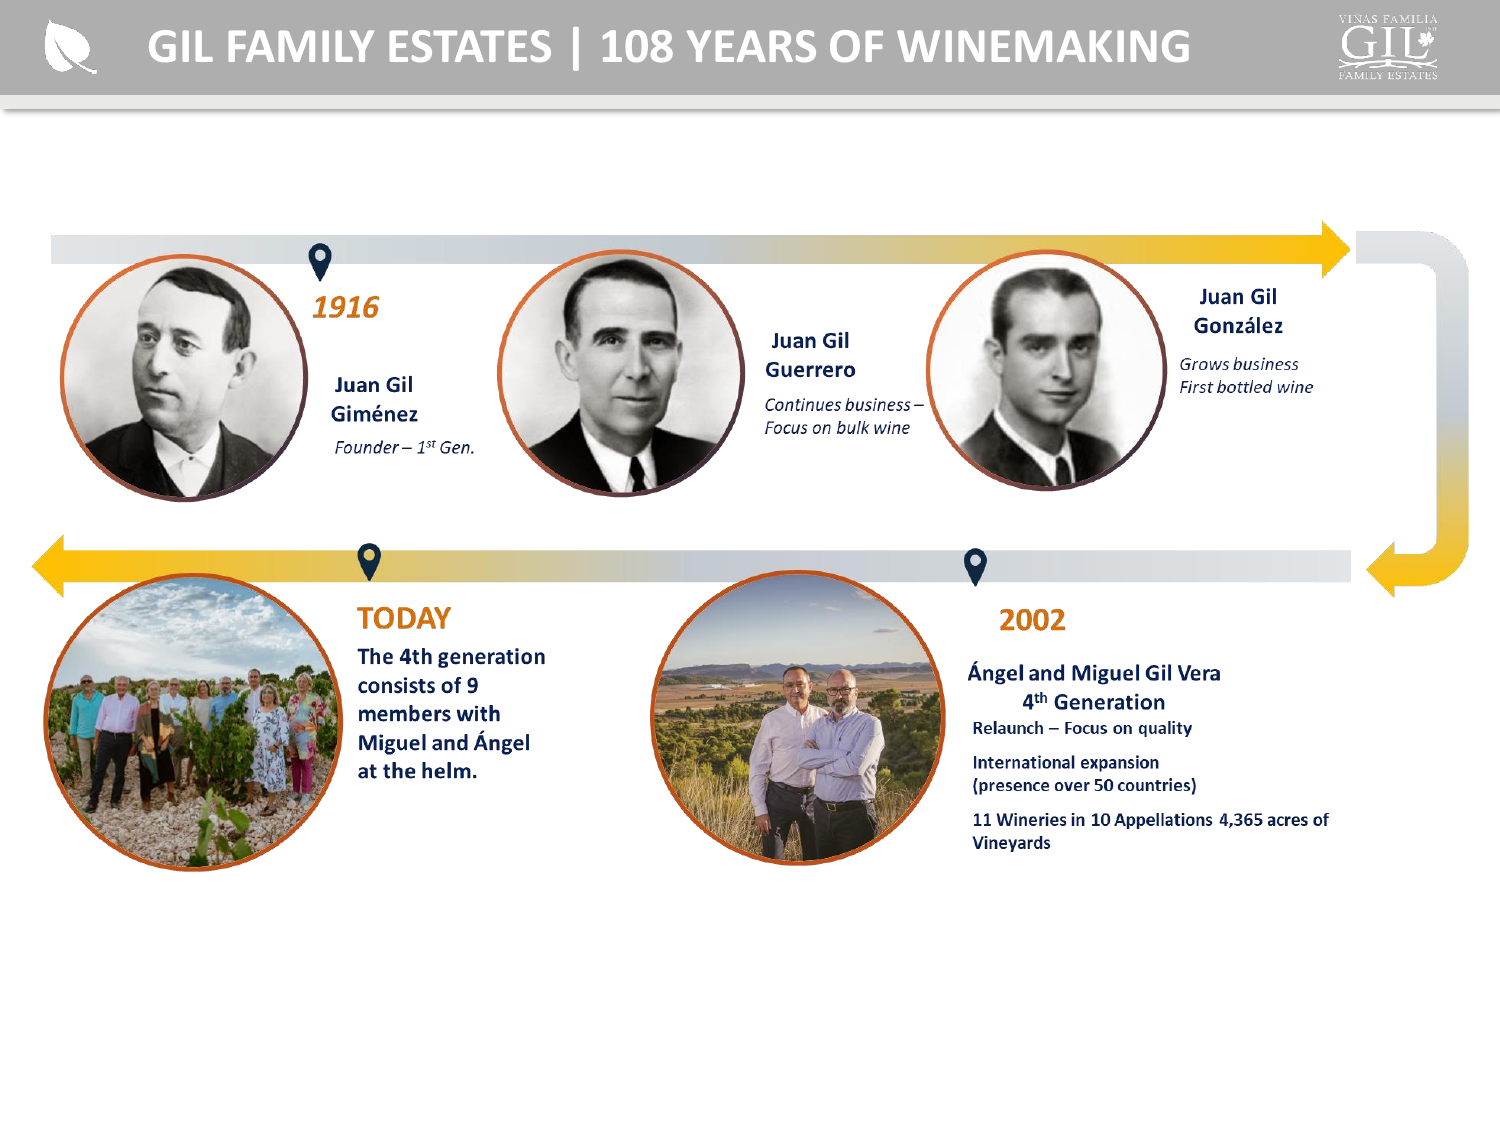 GIL FAMILY ESTATES | 108 YEARS OF WINEMAKING
VIÑAS FAMILIA
GIL
FAMILY ESTATES
1916
Juan Gil
Giménez
Founder – 1st Gen.
Juan Gil
Guerrero
Continues business –
Focus on bulk wine
Juan Gil
González
Grows business
First bottled wine
TODAY
The 4th generation
consists of 9
members with
Miguel and Ángel
at the helm.
2002
Ángel and Miguel Gil Vera
4th Generation
Relaunch – Focus on quality
International expansion
(presence over 50 countries)
11 Wineries in 10 Appellations 4,365 acres of
Vineyards